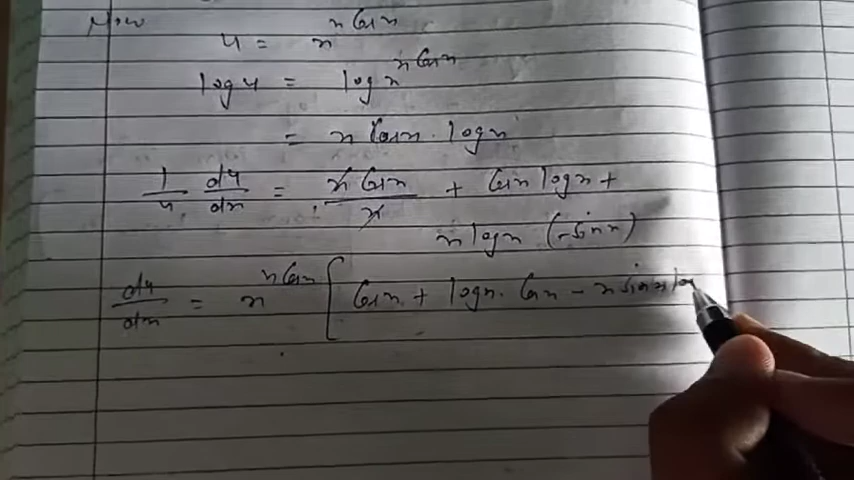 Now
u = x^{x cos x}
log u = log x^{x cos x}
= x cos x . log x
1/u du/dx = x cos x / x + cos x log x +
x log x (-sin x)
du/dx = x^{x cos x} [ cos x + log x . cos x - x sin x lo